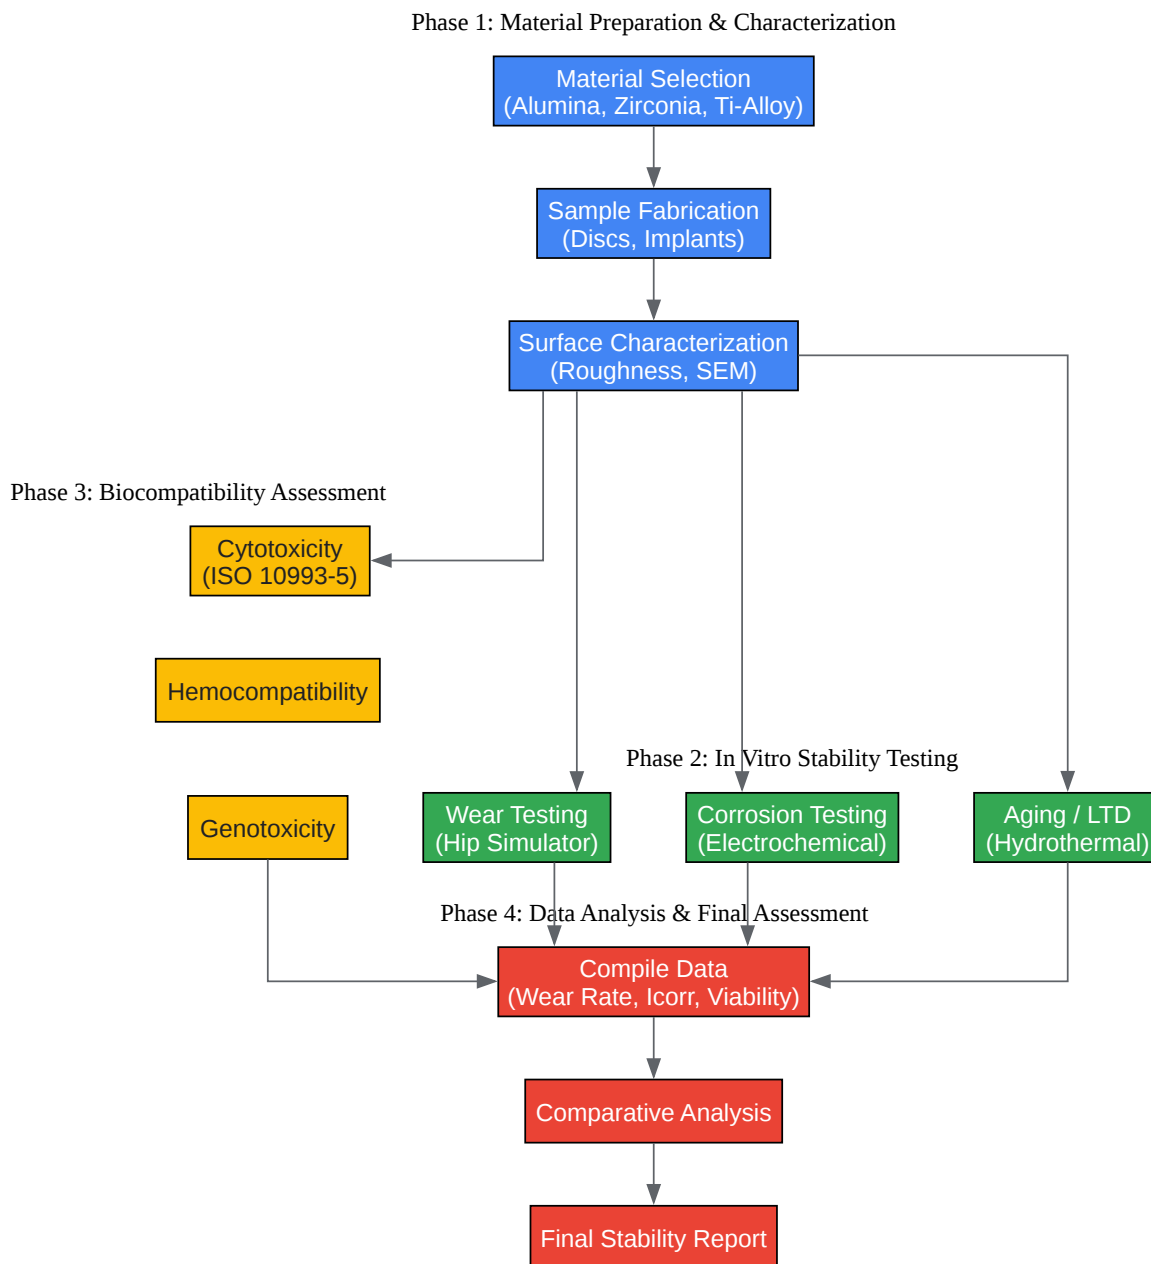 Phase 1: Material Preparation & Characterization
Material Selection
(Alumina, Zirconia, Ti-Alloy)
Sample Fabrication
(Discs, Implants)
Surface Characterization
(Roughness, SEM)
Phase 3: Biocompatibility Assessment
Cytotoxicity
(ISO 10993-5)
Hemocompatibility
Genotoxicity
Phase 2: In Vitro Stability Testing
Wear Testing
(Hip Simulator)
Corrosion Testing
(Electrochemical)
Aging / LTD
(Hydrothermal)
Phase 4: Data Analysis & Final Assessment
Compile Data
(Wear Rate, Icorr, Viability)
Comparative Analysis
Final Stability Report